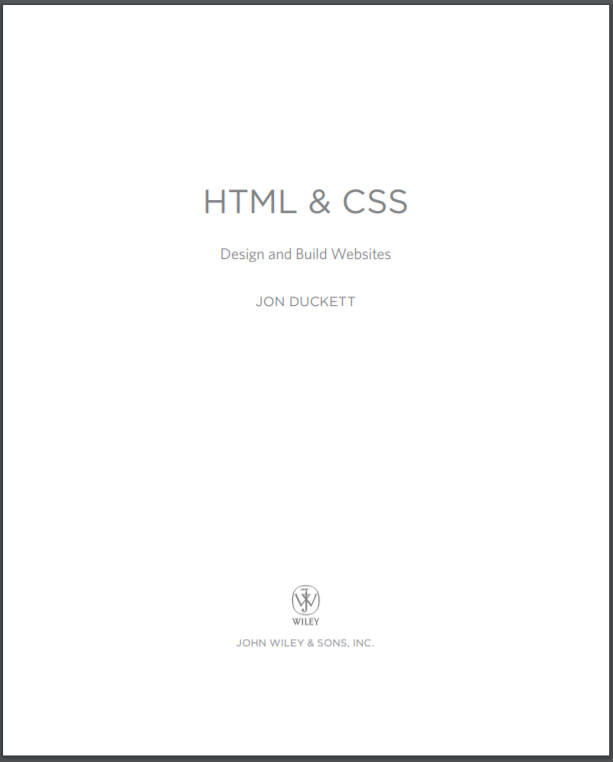 HTML & CSS
Design and Build Websites
JON DUCKETT
WILEY
JOHN WILEY & SONS, INC.